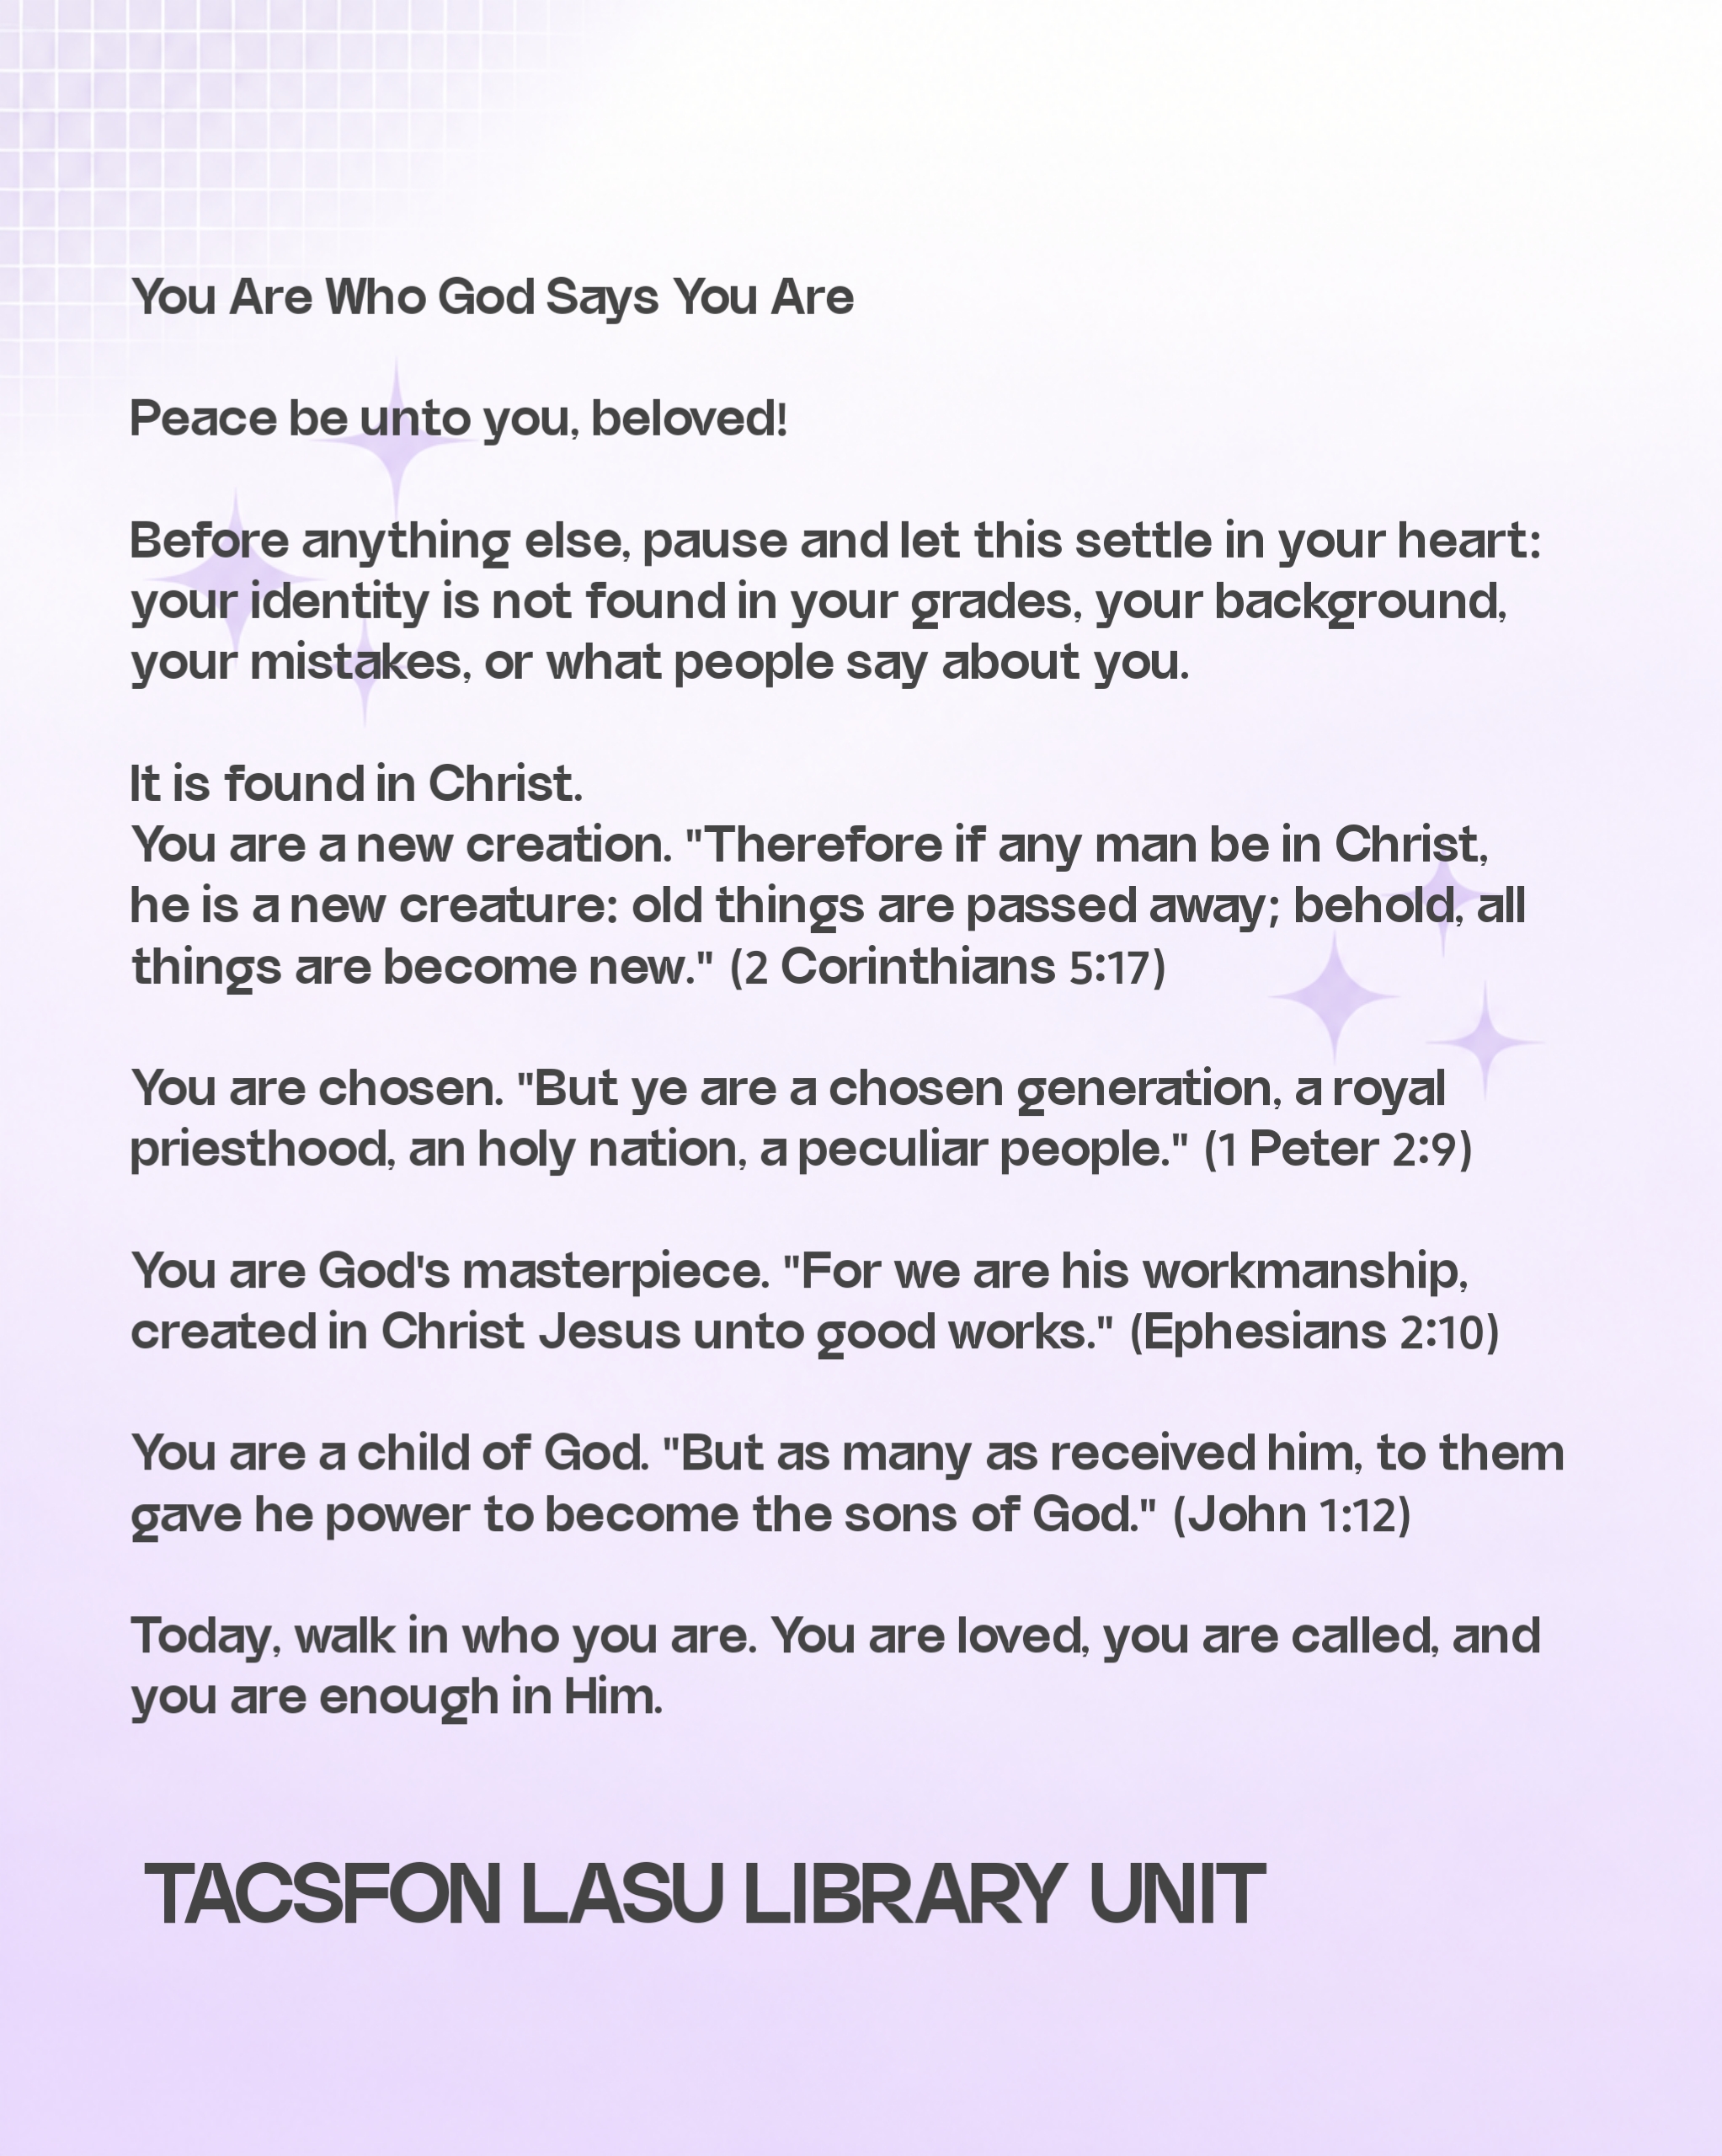 You Are Who God Says You Are
Peace be unto you, beloved!
Before anything else, pause and let this settle in your heart:
your identity is not found in your grades, your background,
your mistakes, or what people say about you.
It is found in Christ.
You are a new creation. "Therefore if any man be in Christ,
he is a new creature: old things are passed away; behold, all
things are become new." (2 Corinthians 5:17)
You are chosen. "But ye are a chosen generation, a royal
priesthood, an holy nation, a peculiar people." (1 Peter 2:9)
You are God's masterpiece. "For we are his workmanship,
created in Christ Jesus unto good works." (Ephesians 2:10)
You are a child of God. "But as many as received him, to them
gave he power to become the sons of God." (John 1:12)
Today, walk in who you are. You are loved, you are called, and
you are enough in Him.
TACSFON LASU LIBRARY UNIT